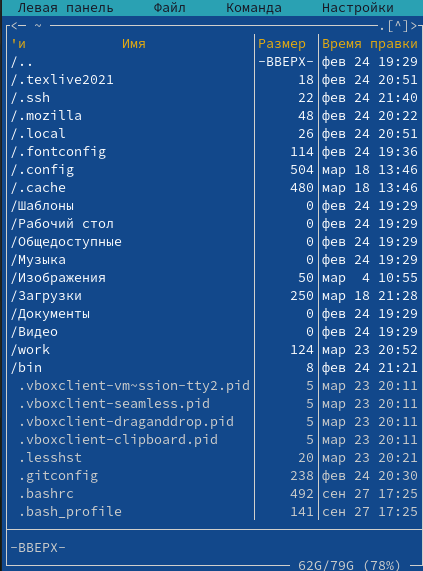 Левая панель Файл Команда Настройки
<— ~ .[^]>
'и Имя Размер Время правки
/.. –ВВЕРХ– фев 24 19:29
/.texlive2021 18 фев 24 20:51
/.ssh 22 фев 24 21:40
/.mozilla 48 фев 24 20:22
/.local 26 фев 24 20:51
/.fontconfig 114 фев 24 19:36
/.config 504 мар 18 13:46
/.cache 480 мар 18 13:46
/Шаблоны 0 фев 24 19:29
/Рабочий стол 0 фев 24 19:29
/Общедоступные 0 фев 24 19:29
/Музыка 0 фев 24 19:29
/Изображения 50 мар 4 10:55
/Загрузки 250 мар 18 21:28
/Документы 0 фев 24 19:29
/Видео 0 фев 24 19:29
/work 124 мар 23 20:52
/bin 8 фев 24 21:21
.vboxclient-vm~ssion-tty2.pid 5 мар 23 20:11
.vboxclient-seamless.pid 5 мар 23 20:11
.vboxclient-draganddrop.pid 5 мар 23 20:11
.vboxclient-clipboard.pid 5 мар 23 20:11
.lesshst 20 мар 23 20:21
.gitconfig 238 фев 24 20:30
.bashrc 492 сен 27 17:25
.bash_profile 141 сен 27 17:25
–ВВЕРХ–
62G/79G (78%)